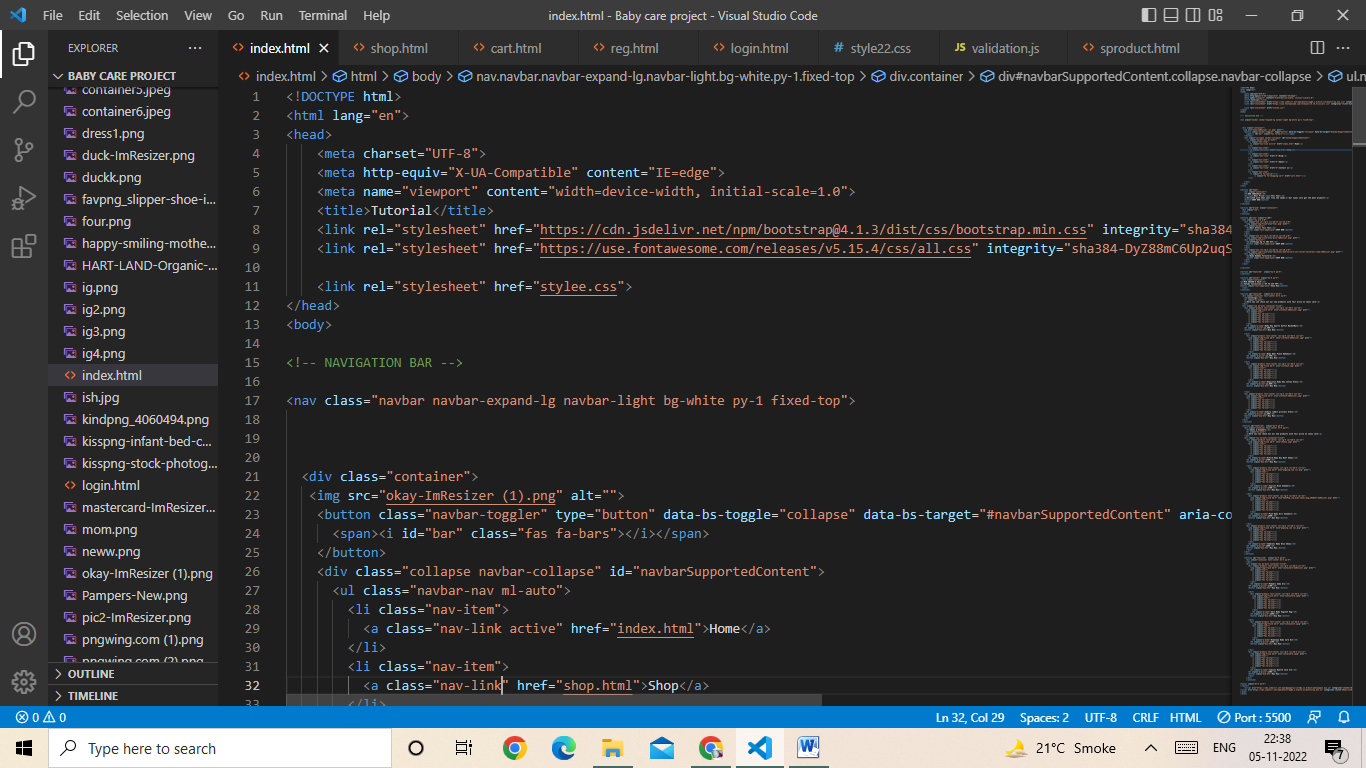 File Edit Selection View Go Run Terminal Help
index.html - Baby care project - Visual Studio Code
EXPLORER
BABY CARE PROJECT
container5.jpeg
container6.jpeg
dress1.png
duck-ImResizer.png
duckk.png
favpng_slipper-shoe-i...
four.png
happy-smiling-mothe...
HART-LAND-Organic-...
ig.png
ig2.png
ig3.png
ig4.png
index.html
ish.jpg
kindpng_4060494.png
kisspng-infant-bed-c...
kisspng-stock-photog...
login.html
mastercard-ImResizer...
mom.png
neww.png
okay-ImResizer (1).png
Pampers-New.png
pic2-ImResizer.png
pngwing.com (1).png
pngwing.com (2).png
OUTLINE
TIMELINE
index.html shop.html cart.html reg.html login.html style22.css validation.js sproduct.html
index.html > html > body > nav.navbar.navbar-expand-lg.navbar-light.bg-white.py-1.fixed-top > div.container > div#navbarSupportedContent.collapse.navbar-collapse > ul.n
1 <!DOCTYPE html>
2 <html lang="en">
3 <head>
4 <meta charset="UTF-8">
5 <meta http-equiv="X-UA-Compatible" content="IE=edge">
6 <meta name="viewport" content="width=device-width, initial-scale=1.0">
7 <title>Tutorial</title>
8 <link rel="stylesheet" href="https://cdn.jsdelivr.net/npm/bootstrap@4.1.3/dist/css/bootstrap.min.css" integrity="sha384
9 <link rel="stylesheet" href="https://use.fontawesome.com/releases/v5.15.4/css/all.css" integrity="sha384-DyZ88mC6Up2uqS
10
11 <link rel="stylesheet" href="stylee.css">
12 </head>
13 <body>
14
15 <!-- NAVIGATION BAR -->
16
17 <nav class="navbar navbar-expand-lg navbar-light bg-white py-1 fixed-top">
18
19
20
21 <div class="container">
22 <img src="okay-ImResizer (1).png" alt="">
23 <button class="navbar-toggler" type="button" data-bs-toggle="collapse" data-bs-target="#navbarSupportedContent" aria-co
24 <span><i id="bar" class="fas fa-bars"></i></span>
25 </button>
26 <div class="collapse navbar-collapse" id="navbarSupportedContent">
27 <ul class="navbar-nav ml-auto">
28 <li class="nav-item">
29 <a class="nav-link active" href="index.html">Home</a>
30 </li>
31 <li class="nav-item">
32 <a class="nav-link" href="shop.html">Shop</a>
33 </li>
0 0
Ln 32, Col 29 Spaces: 2 UTF-8 CRLF HTML Port : 5500
Type here to search
21°C Smoke
ENG
22:38
05-11-2022
7